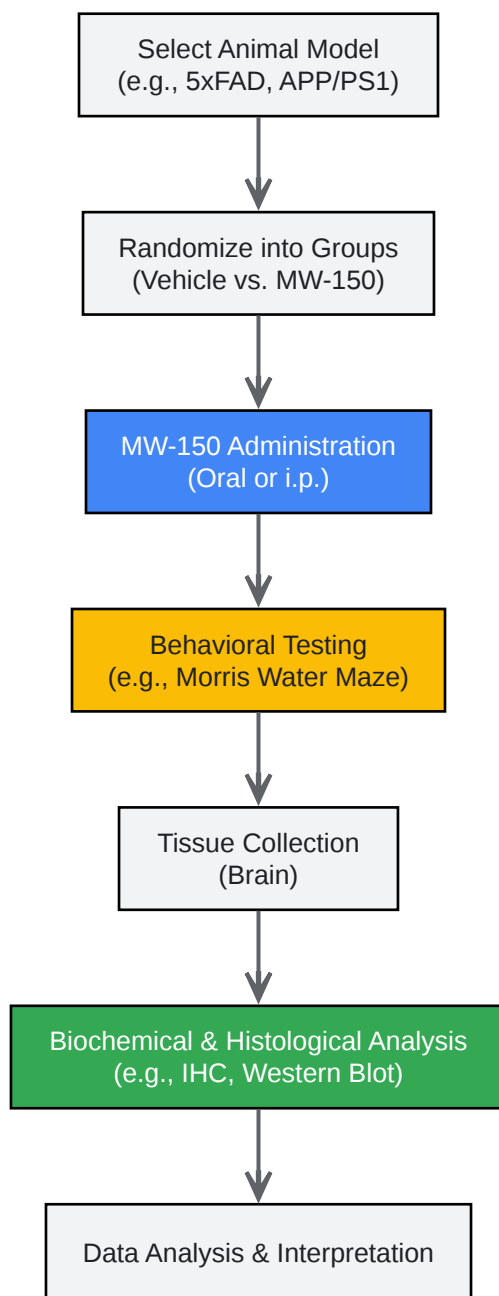 Select Animal Model
(e.g., 5xFAD, APP/PS1)
Randomize into Groups
(Vehicle vs. MW-150)
MW-150 Administration
(Oral or i.p.)
Behavioral Testing
(e.g., Morris Water Maze)
Tissue Collection
(Brain)
Biochemical & Histological Analysis
(e.g., IHC, Western Blot)
Data Analysis & Interpretation